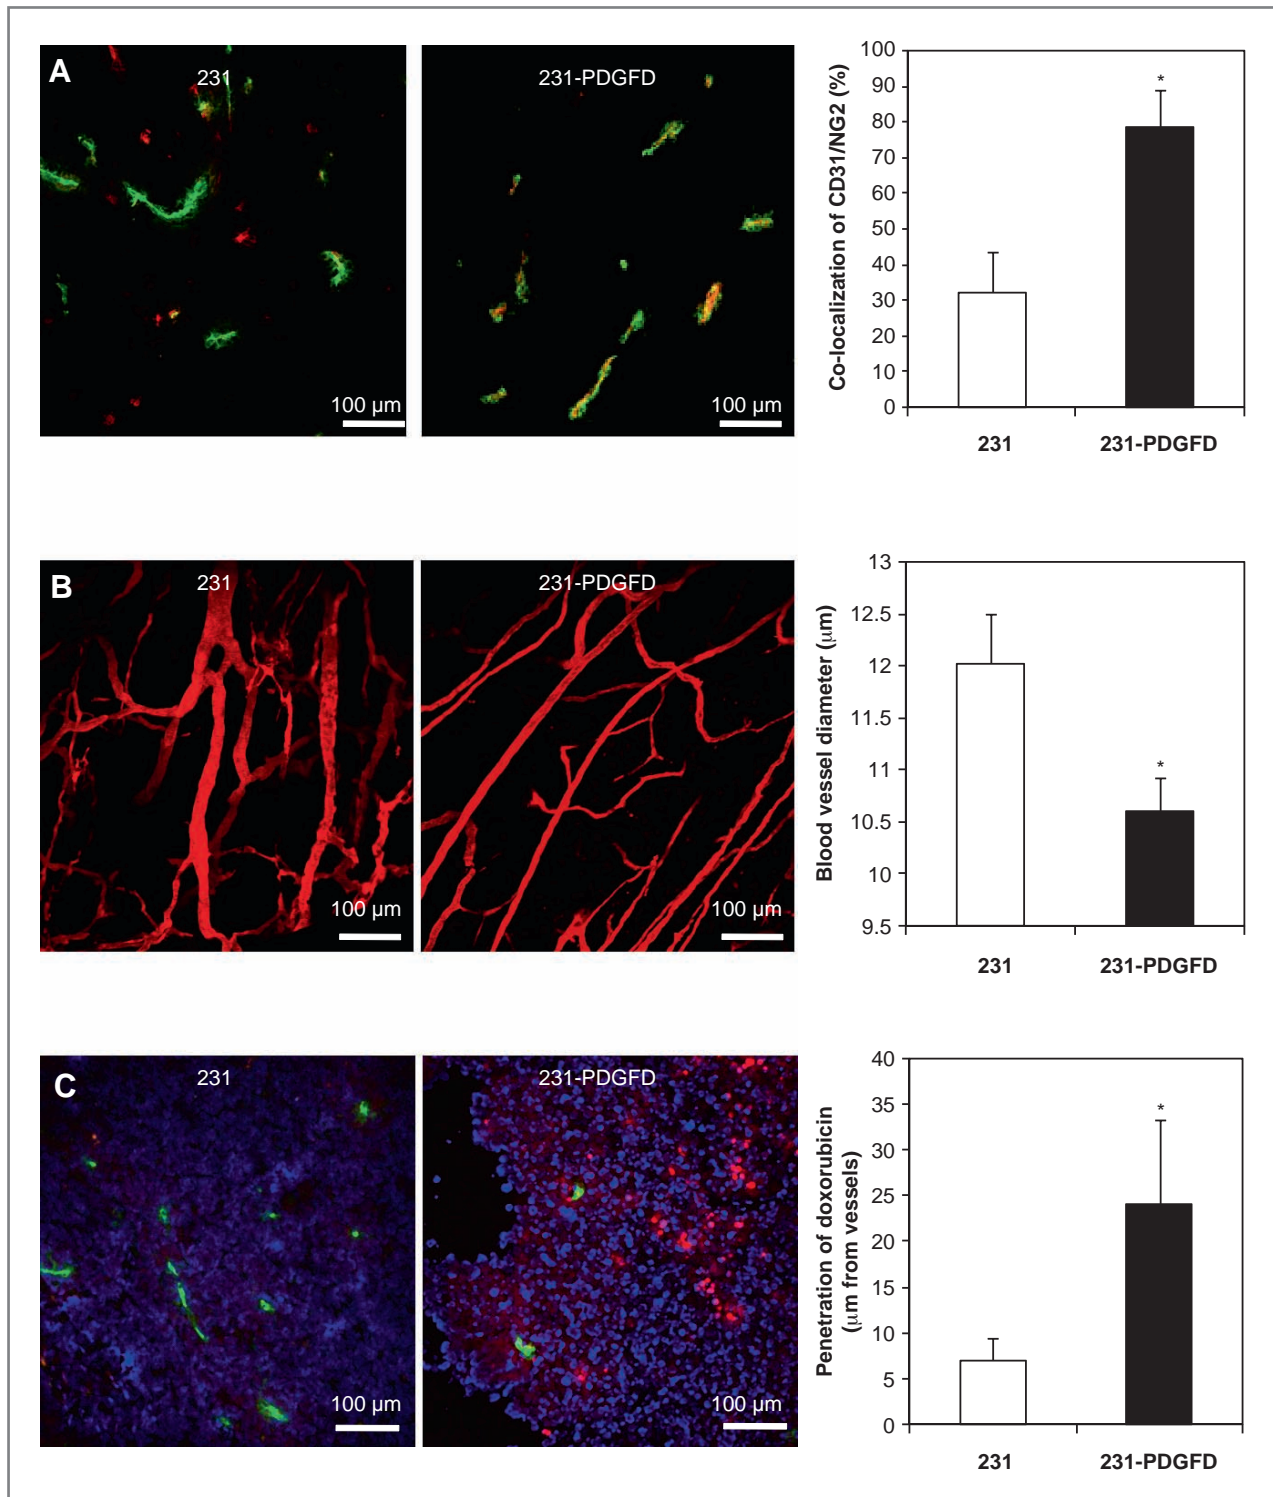 A
231
231-PDGFD
100 µm
100 µm
Co-localization of CD31/NG2 (%)
100
90
80
70
60
50
40
30
20
10
0
*
231
231-PDGFD
B
231
231-PDGFD
100 µm
100 µm
Blood vessel diameter (µm)
13
12.5
12
11.5
11
10.5
10
9.5
*
231
231-PDGFD
C
231
231-PDGFD
100 µm
100 µm
Penetration of doxorubicin
(µm from vessels)
40
35
30
25
20
15
10
5
0
*
231
231-PDGFD